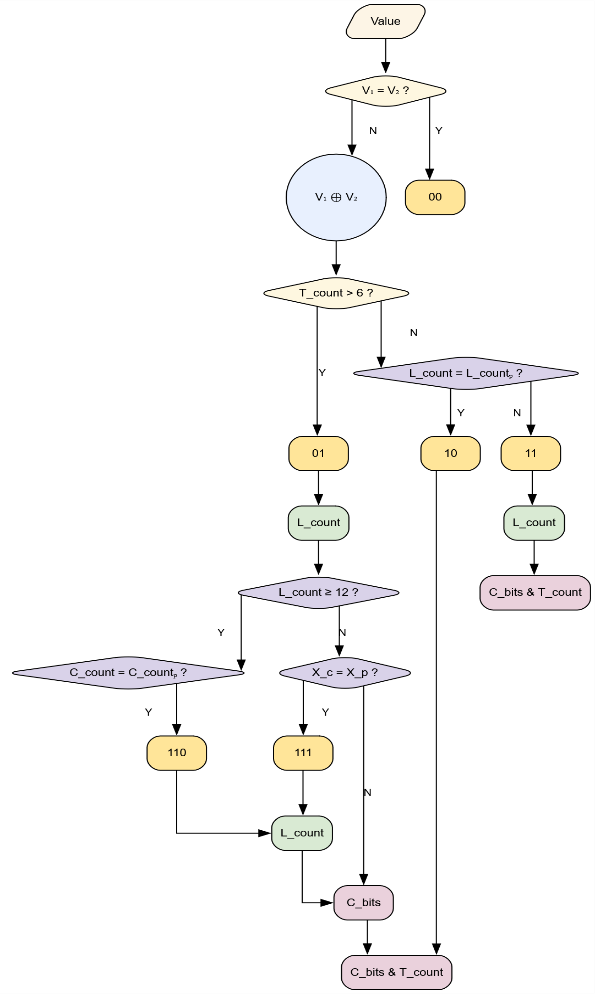 Value
V₁ = V₂ ?
N
Y
V₁ ⊕ V₂
00
T_count > 6 ?
N
Y
L_count = L_countₚ ?
Y
N
01
10
11
L_count
L_count
C_bits & T_count
L_count ≥ 12 ?
Y
N
C_count = C_countₚ ?
X_c = X_p ?
Y
Y
110
111
N
L_count
C_bits
C_bits & T_count